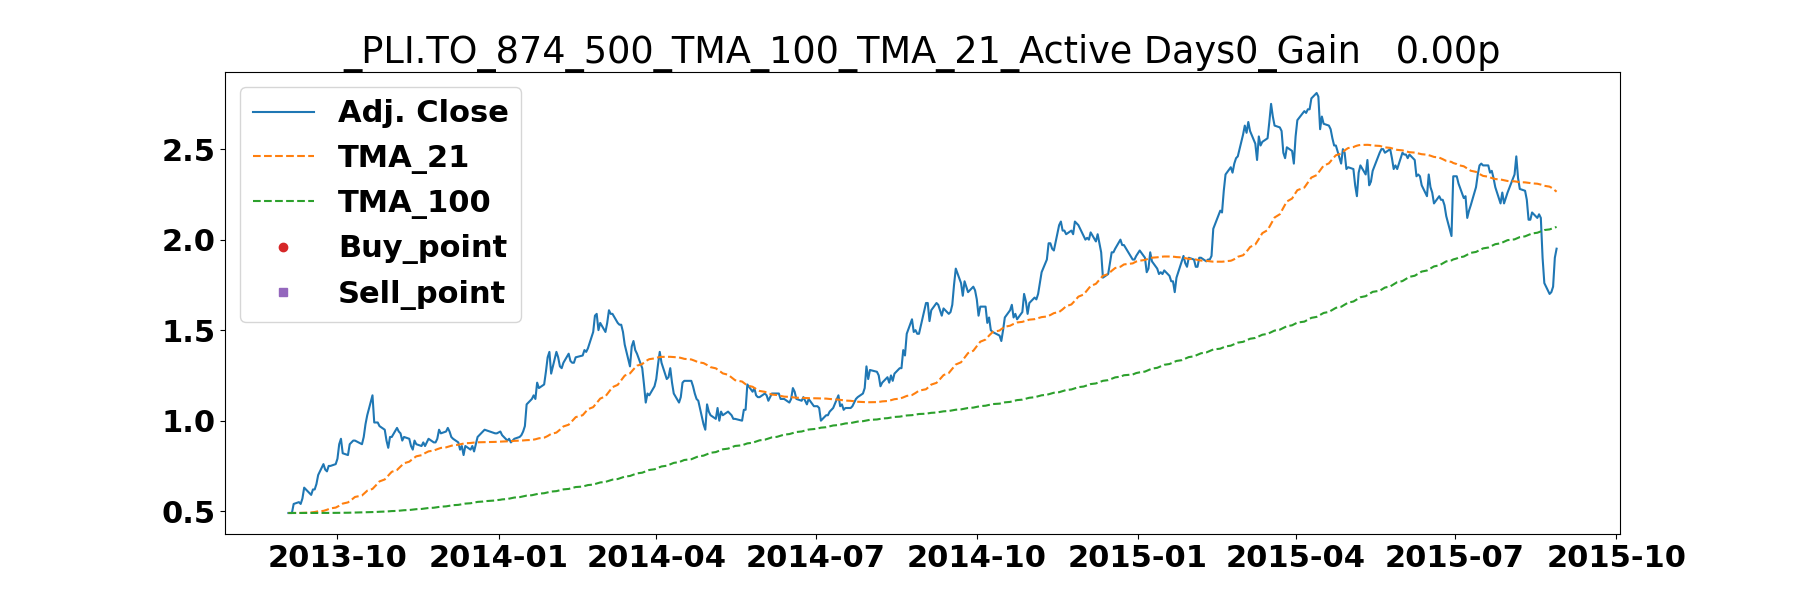 _PLI.TO_874_500_TMA_100_TMA_21_Active Days0_Gain   0.00p
Adj. Close
TMA_21
TMA_100
Buy_point
Sell_point
2.5
2.0
1.5
1.0
0.5
2013-10 2014-01 2014-04 2014-07 2014-10 2015-01 2015-04 2015-07 2015-10